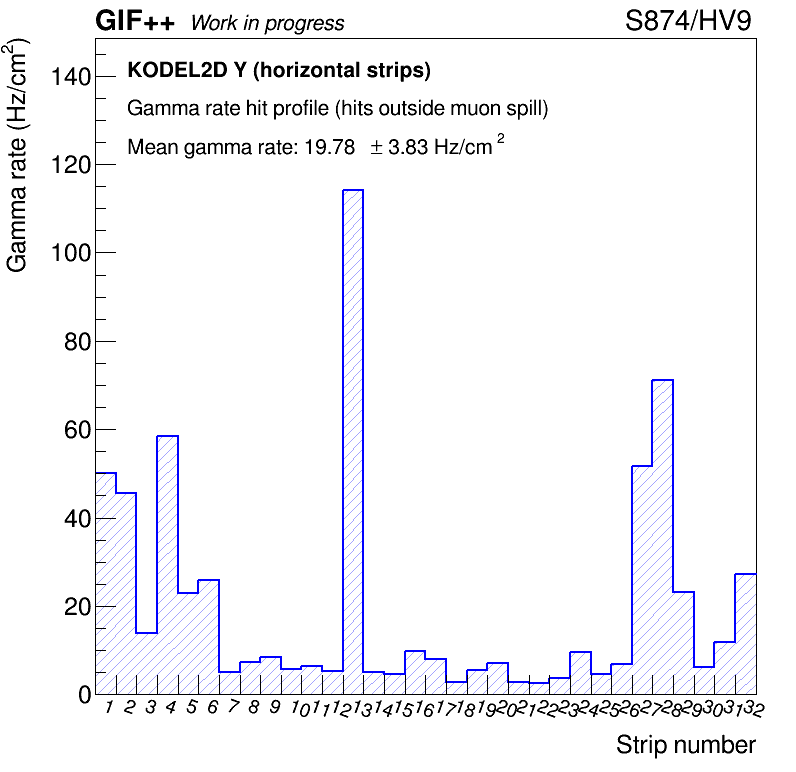 GIF++ Work in progress S874/HV9
Gamma rate (Hz/cm²)
KODEL2D Y (horizontal strips)
Gamma rate hit profile (hits outside muon spill)
Mean gamma rate: 19.78 ± 3.83 Hz/cm²
140
120
100
80
60
40
20
0
1 2 3 4 5 6 7 8 9 10 11 12 13 14 15 16 17 18 19 20 21 22 23 24 25 26 27 28 29 30 31 32
Strip number